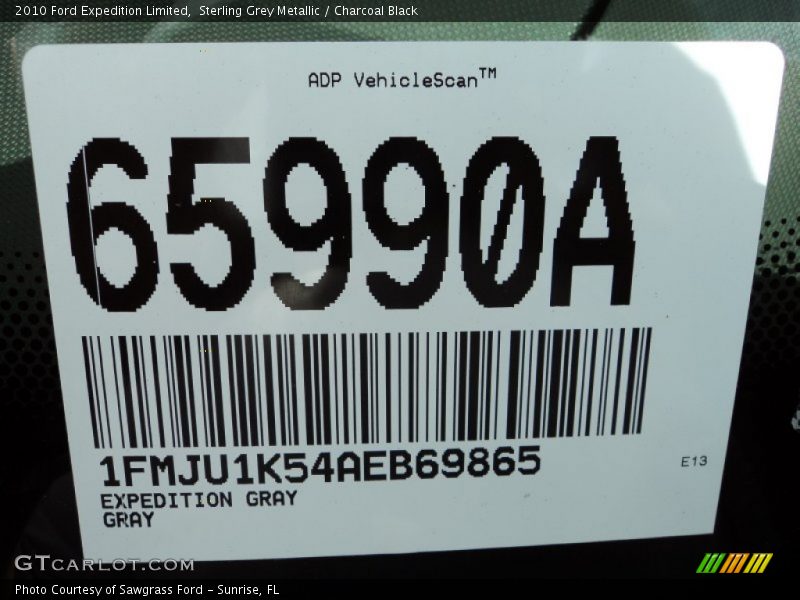 2010 Ford Expedition Limited,  Sterling Grey Metallic / Charcoal Black
ADP VehicleScan™
65990A
1FMJU1K54AEB69865
E13
EXPEDITION GRAY
GRAY
GTCARLOT.COM
Photo Courtesy of Sawgrass Ford - Sunrise, FL